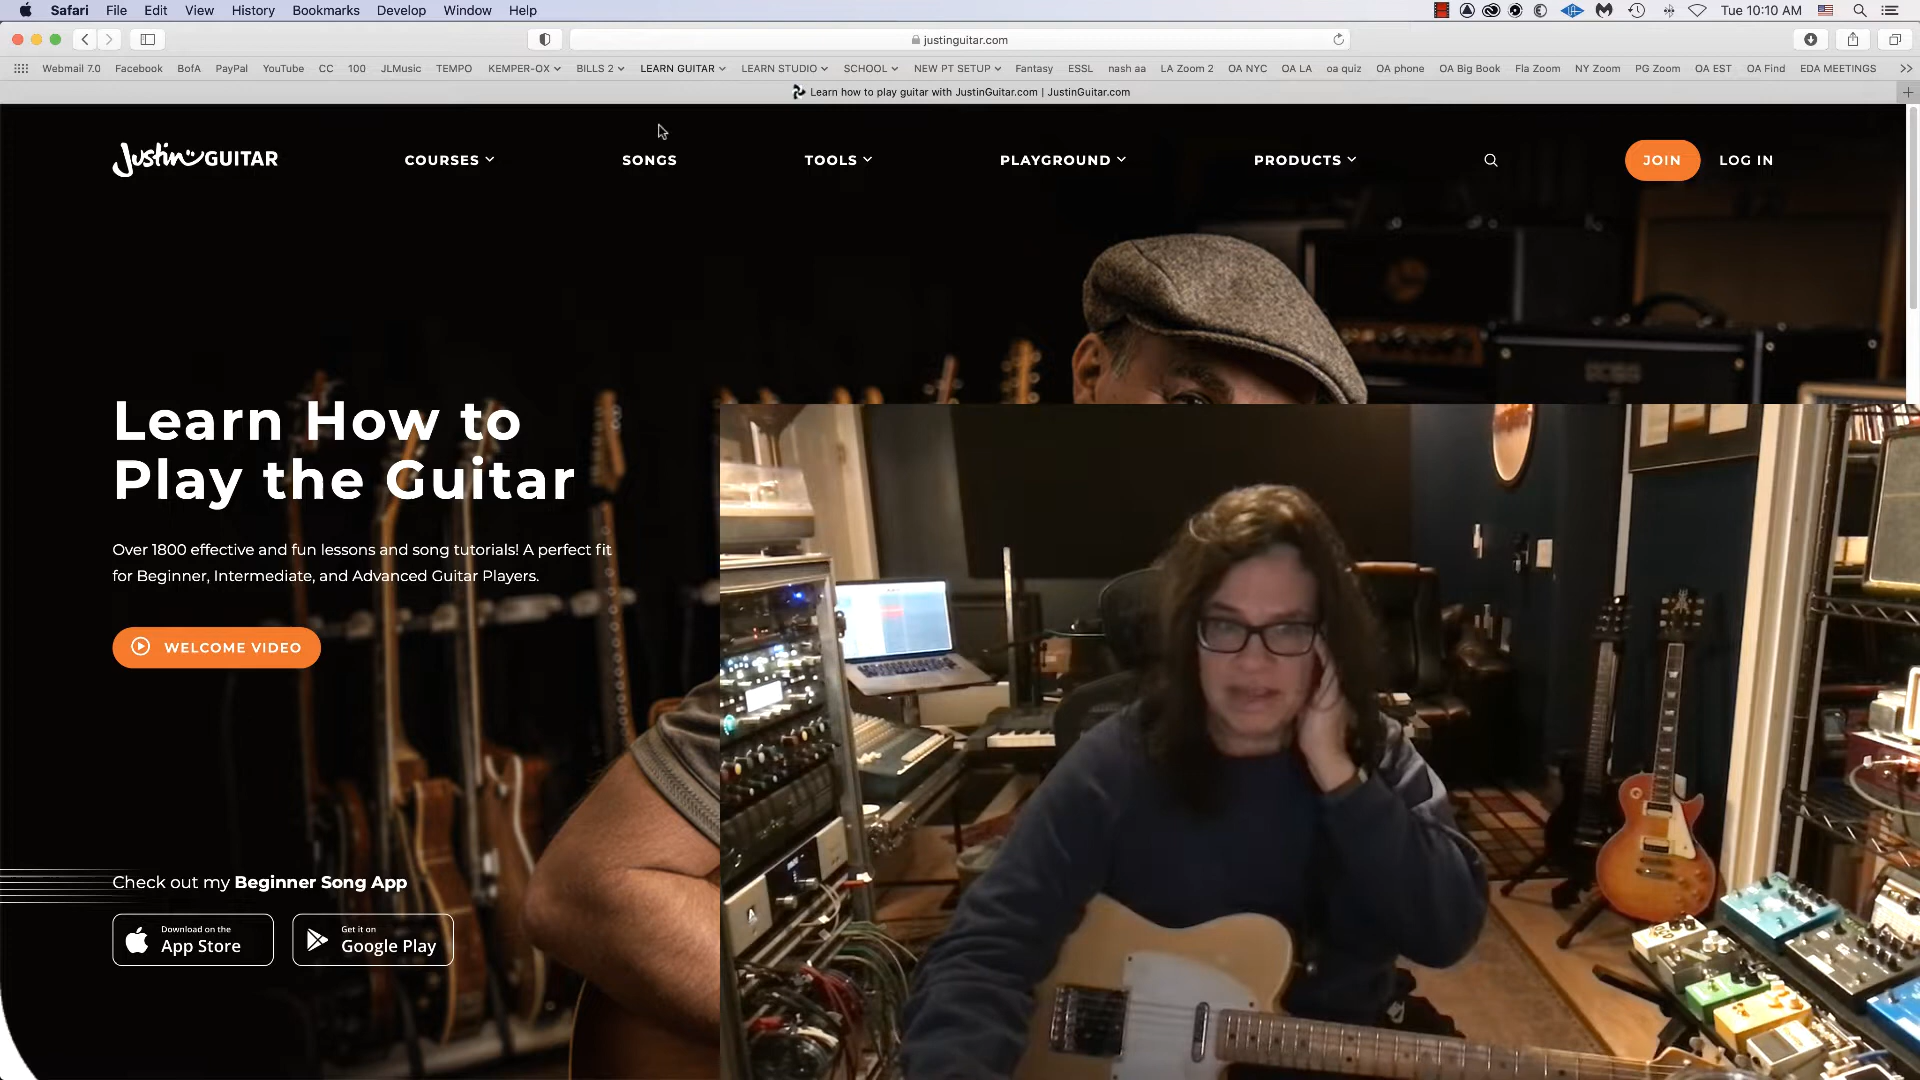 Safari File Edit View History Bookmarks Develop Window Help Tue 10:10 AM
justinguitar.com
Webmail 7.0 Facebook BofA PayPal YouTube CC 100 JLMusic TEMPO KEMPER-OX BILLS 2 LEARN GUITAR LEARN STUDIO SCHOOL NEW PT SETUP Fantasy ESSL nash aa LA Zoom 2 OA NYC OA LA oa quiz OA phone OA Big Book Fla Zoom NY Zoom PG Zoom OA EST OA Find EDA MEETINGS
Learn how to play guitar with JustinGuitar.com | JustinGuitar.com
Justin GUITAR COURSES SONGS TOOLS PLAYGROUND PRODUCTS JOIN LOG IN
Learn How to
Play the Guitar
Over 1800 effective and fun lessons and song tutorials! A perfect fit
for Beginner, Intermediate, and Advanced Guitar Players.
WELCOME VIDEO
Check out my Beginner Song App
Download on the
App Store
Get it on
Google Play